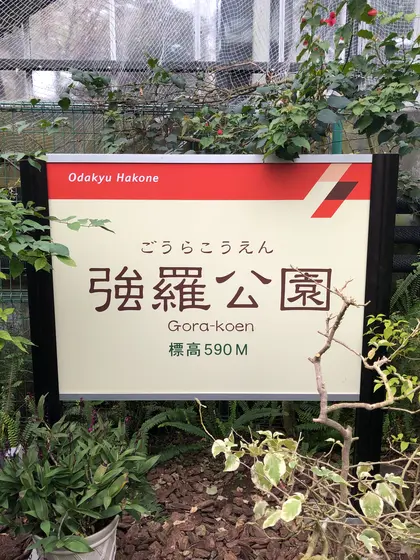 Odakyu Hakone
ごうらこうえん
強羅公園
Gora-koen
標高590M